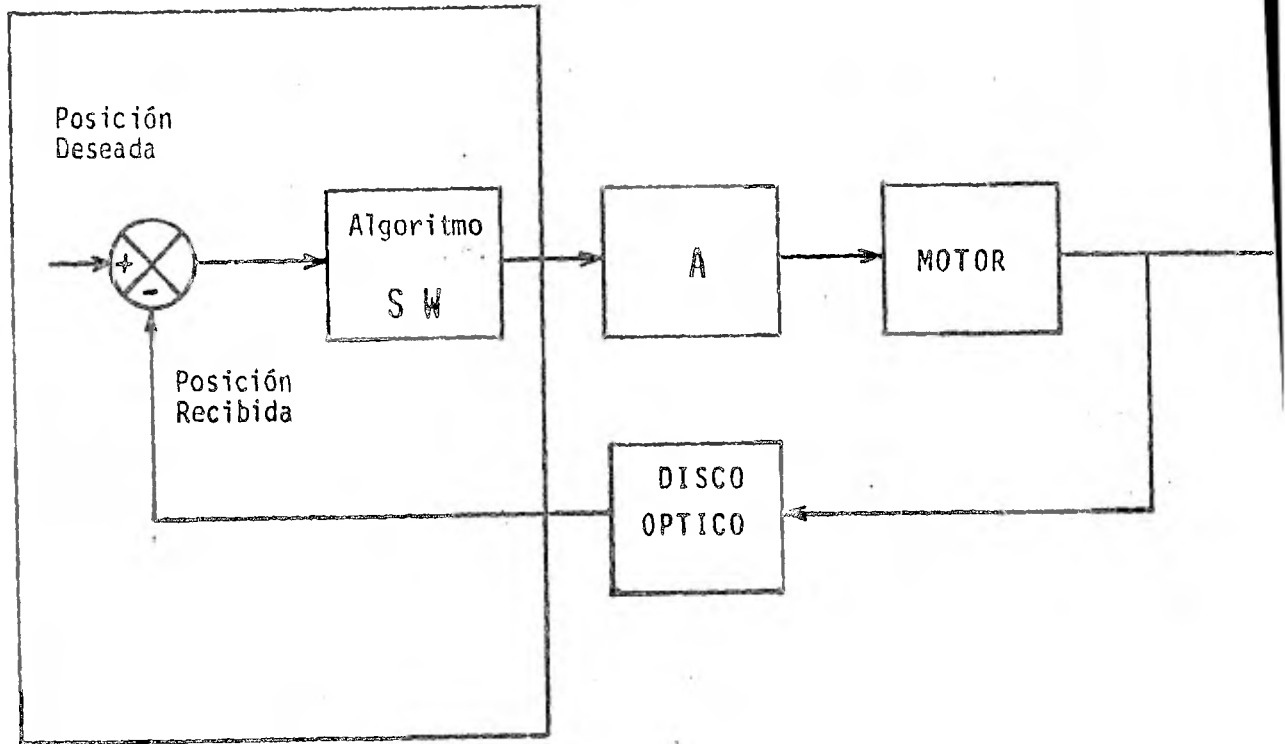 Posición
Deseada
Algoritmo
S W
A
MOTOR
+
-
Posición
Recibida
DISCO
OPTICO